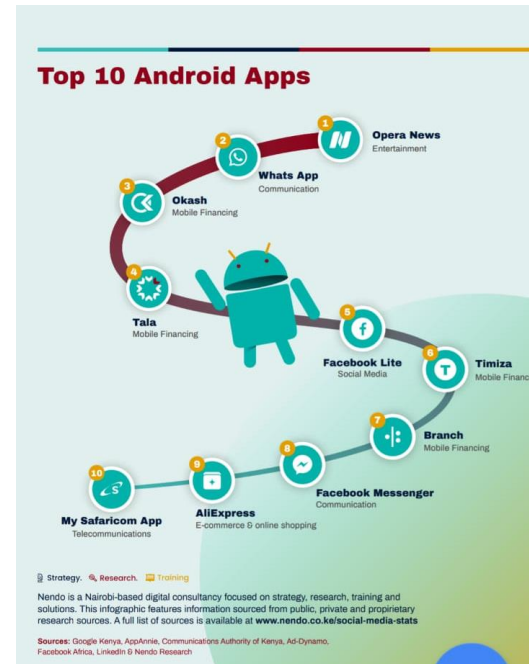 Top 10 Android Apps
1
Opera News
Entertainment
2
Whats App
Communication
3
Okash
Mobile Financing
4
Tala
Mobile Financing
5
Facebook Lite
Social Media
6
Timiza
Mobile Financ
7
Branch
Mobile Financing
8
Facebook Messenger
Communication
9
AliExpress
E-commerce & online shopping
10
My Safaricom App
Telecommunications
Strategy. Research. Training
Nendo is a Nairobi-based digital consultancy focused on strategy, research, training and
solutions. This infographic features information sourced from public, private and propirietary
research sources. A full list of sources is available at www.nendo.co.ke/social-media-stats
Sources: Google Kenya, AppAnnie, Communications Authority of Kenya, Ad-Dynamo,
Facebook Africa, LinkedIn & Nendo Research